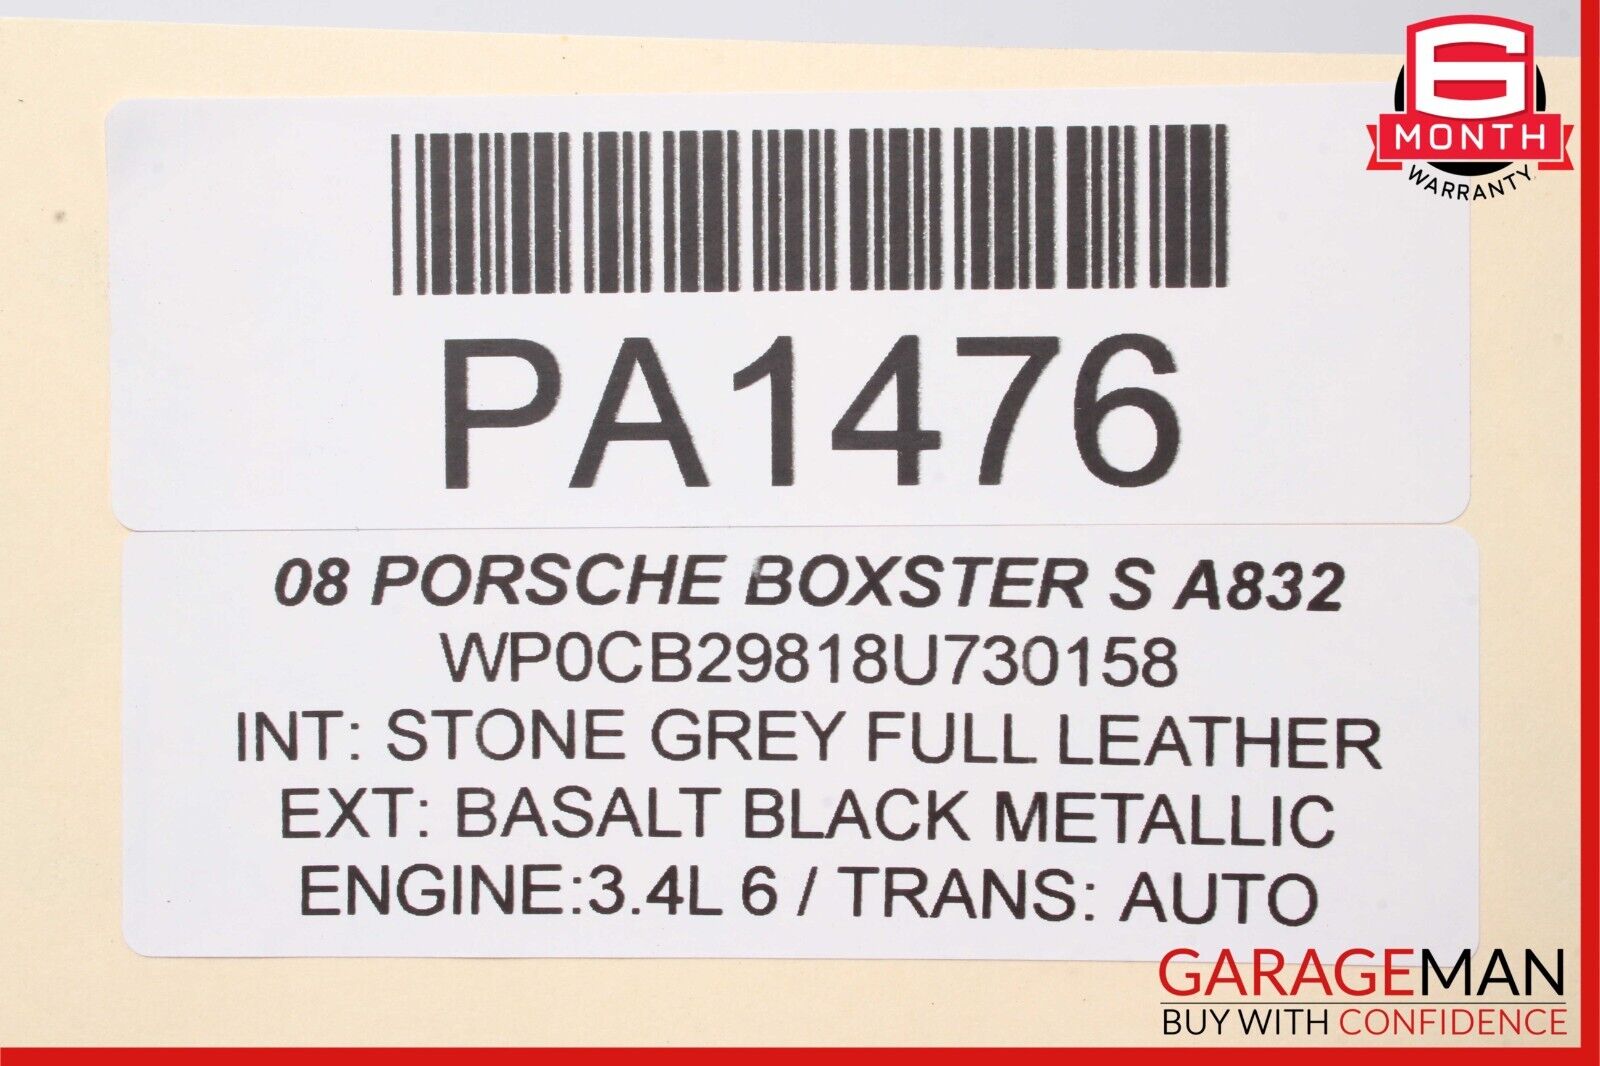 6
MONTH
WARRANTY
PA1476
08 PORSCHE BOXSTER S A832
WP0CB29818U730158
INT: STONE GREY FULL LEATHER
EXT: BASALT BLACK METALLIC
ENGINE:3.4L 6 / TRANS: AUTO
GARAGEMAN
BUY WITH CONFIDENCE